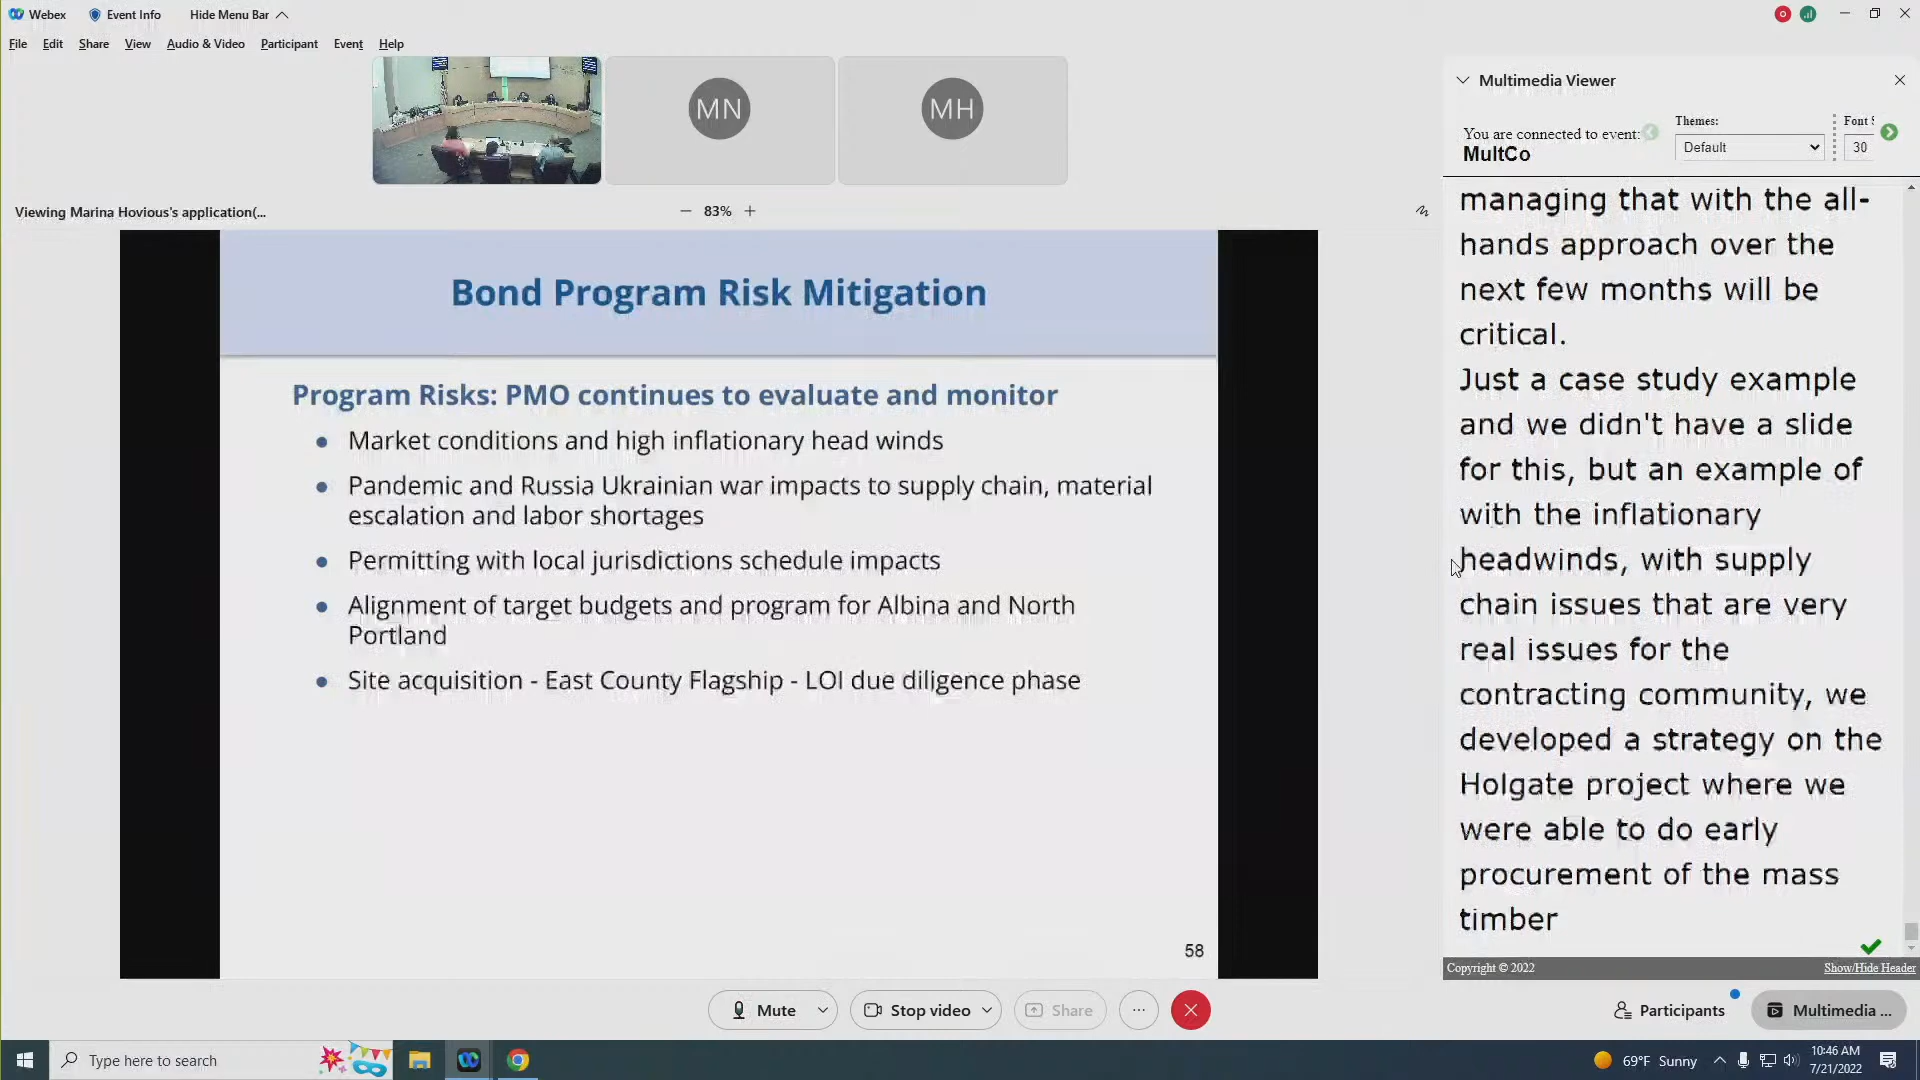 Webex
Event Info
Hide Menu Bar
File Edit Share View Audio & Video Participant Event Help
MN
MH
Viewing Marina Hovious's application(...
83%
Bond Program Risk Mitigation
Program Risks: PMO continues to evaluate and monitor
Market conditions and high inflationary head winds
Pandemic and Russia Ukrainian war impacts to supply chain, material
escalation and labor shortages
Permitting with local jurisdictions schedule impacts
Alignment of target budgets and program for Albina and North
Portland
Site acquisition - East County Flagship - LOI due diligence phase
58
Multimedia Viewer
You are connected to event:
MultCo
Themes:
Default
Font
30
managing that with the all-
hands approach over the
next few months will be
critical.
Just a case study example
and we didn't have a slide
for this, but an example of
with the inflationary
headwinds, with supply
chain issues that are very
real issues for the
contracting community, we
developed a strategy on the
Holgate project where we
were able to do early
procurement of the mass
timber
Copyright © 2022
Show/Hide Header
Mute
Stop video
Share
Participants
Multimedia ...
Type here to search
69°F Sunny
10:46 AM
7/21/2022